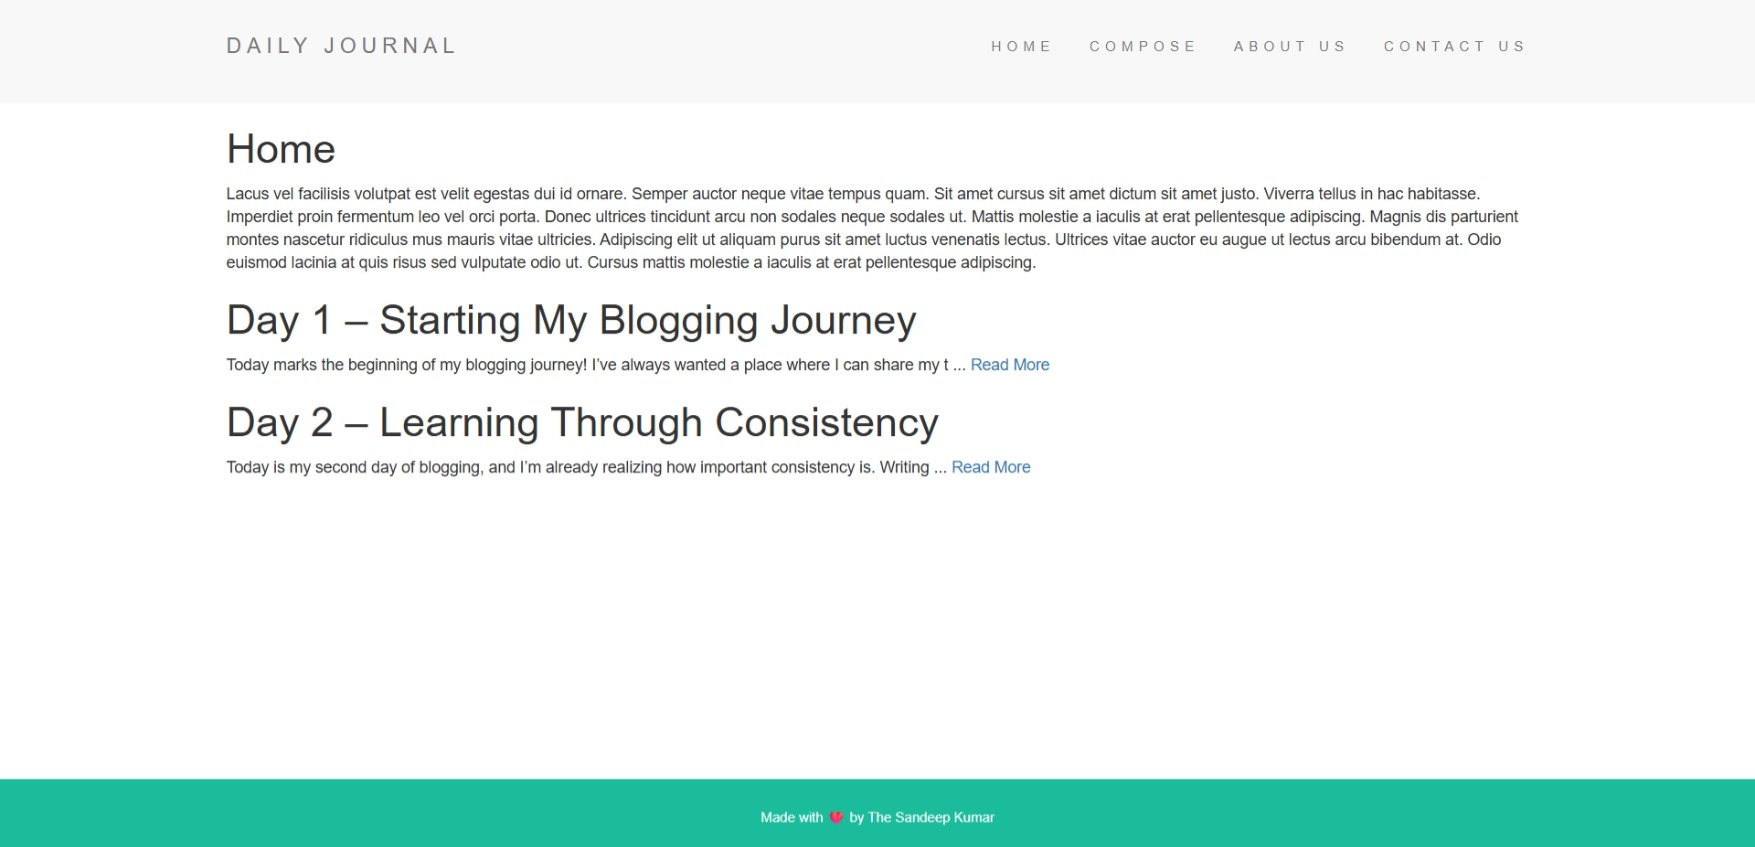 DAILY JOURNAL
HOME COMPOSE ABOUT US CONTACT US
Home
Lacus vel facilisis volutpat est velit egestas dui id ornare. Semper auctor neque vitae tempus quam. Sit amet cursus sit amet dictum sit amet justo. Viverra tellus in hac habitasse.
Imperdiet proin fermentum leo vel orci porta. Donec ultrices tincidunt arcu non sodales neque sodales ut. Mattis molestie a iaculis at erat pellentesque adipiscing. Magnis dis parturient
montes nascetur ridiculus mus mauris vitae ultricies. Adipiscing elit ut aliquam purus sit amet luctus venenatis lectus. Ultrices vitae auctor eu augue ut lectus arcu bibendum at. Odio
euismod lacinia at quis risus sed vulputate odio ut. Cursus mattis molestie a iaculis at erat pellentesque adipiscing.
Day 1 – Starting My Blogging Journey
Today marks the beginning of my blogging journey! I’ve always wanted a place where I can share my t ... Read More
Day 2 – Learning Through Consistency
Today is my second day of blogging, and I’m already realizing how important consistency is. Writing ... Read More
Made with 💔 by The Sandeep Kumar